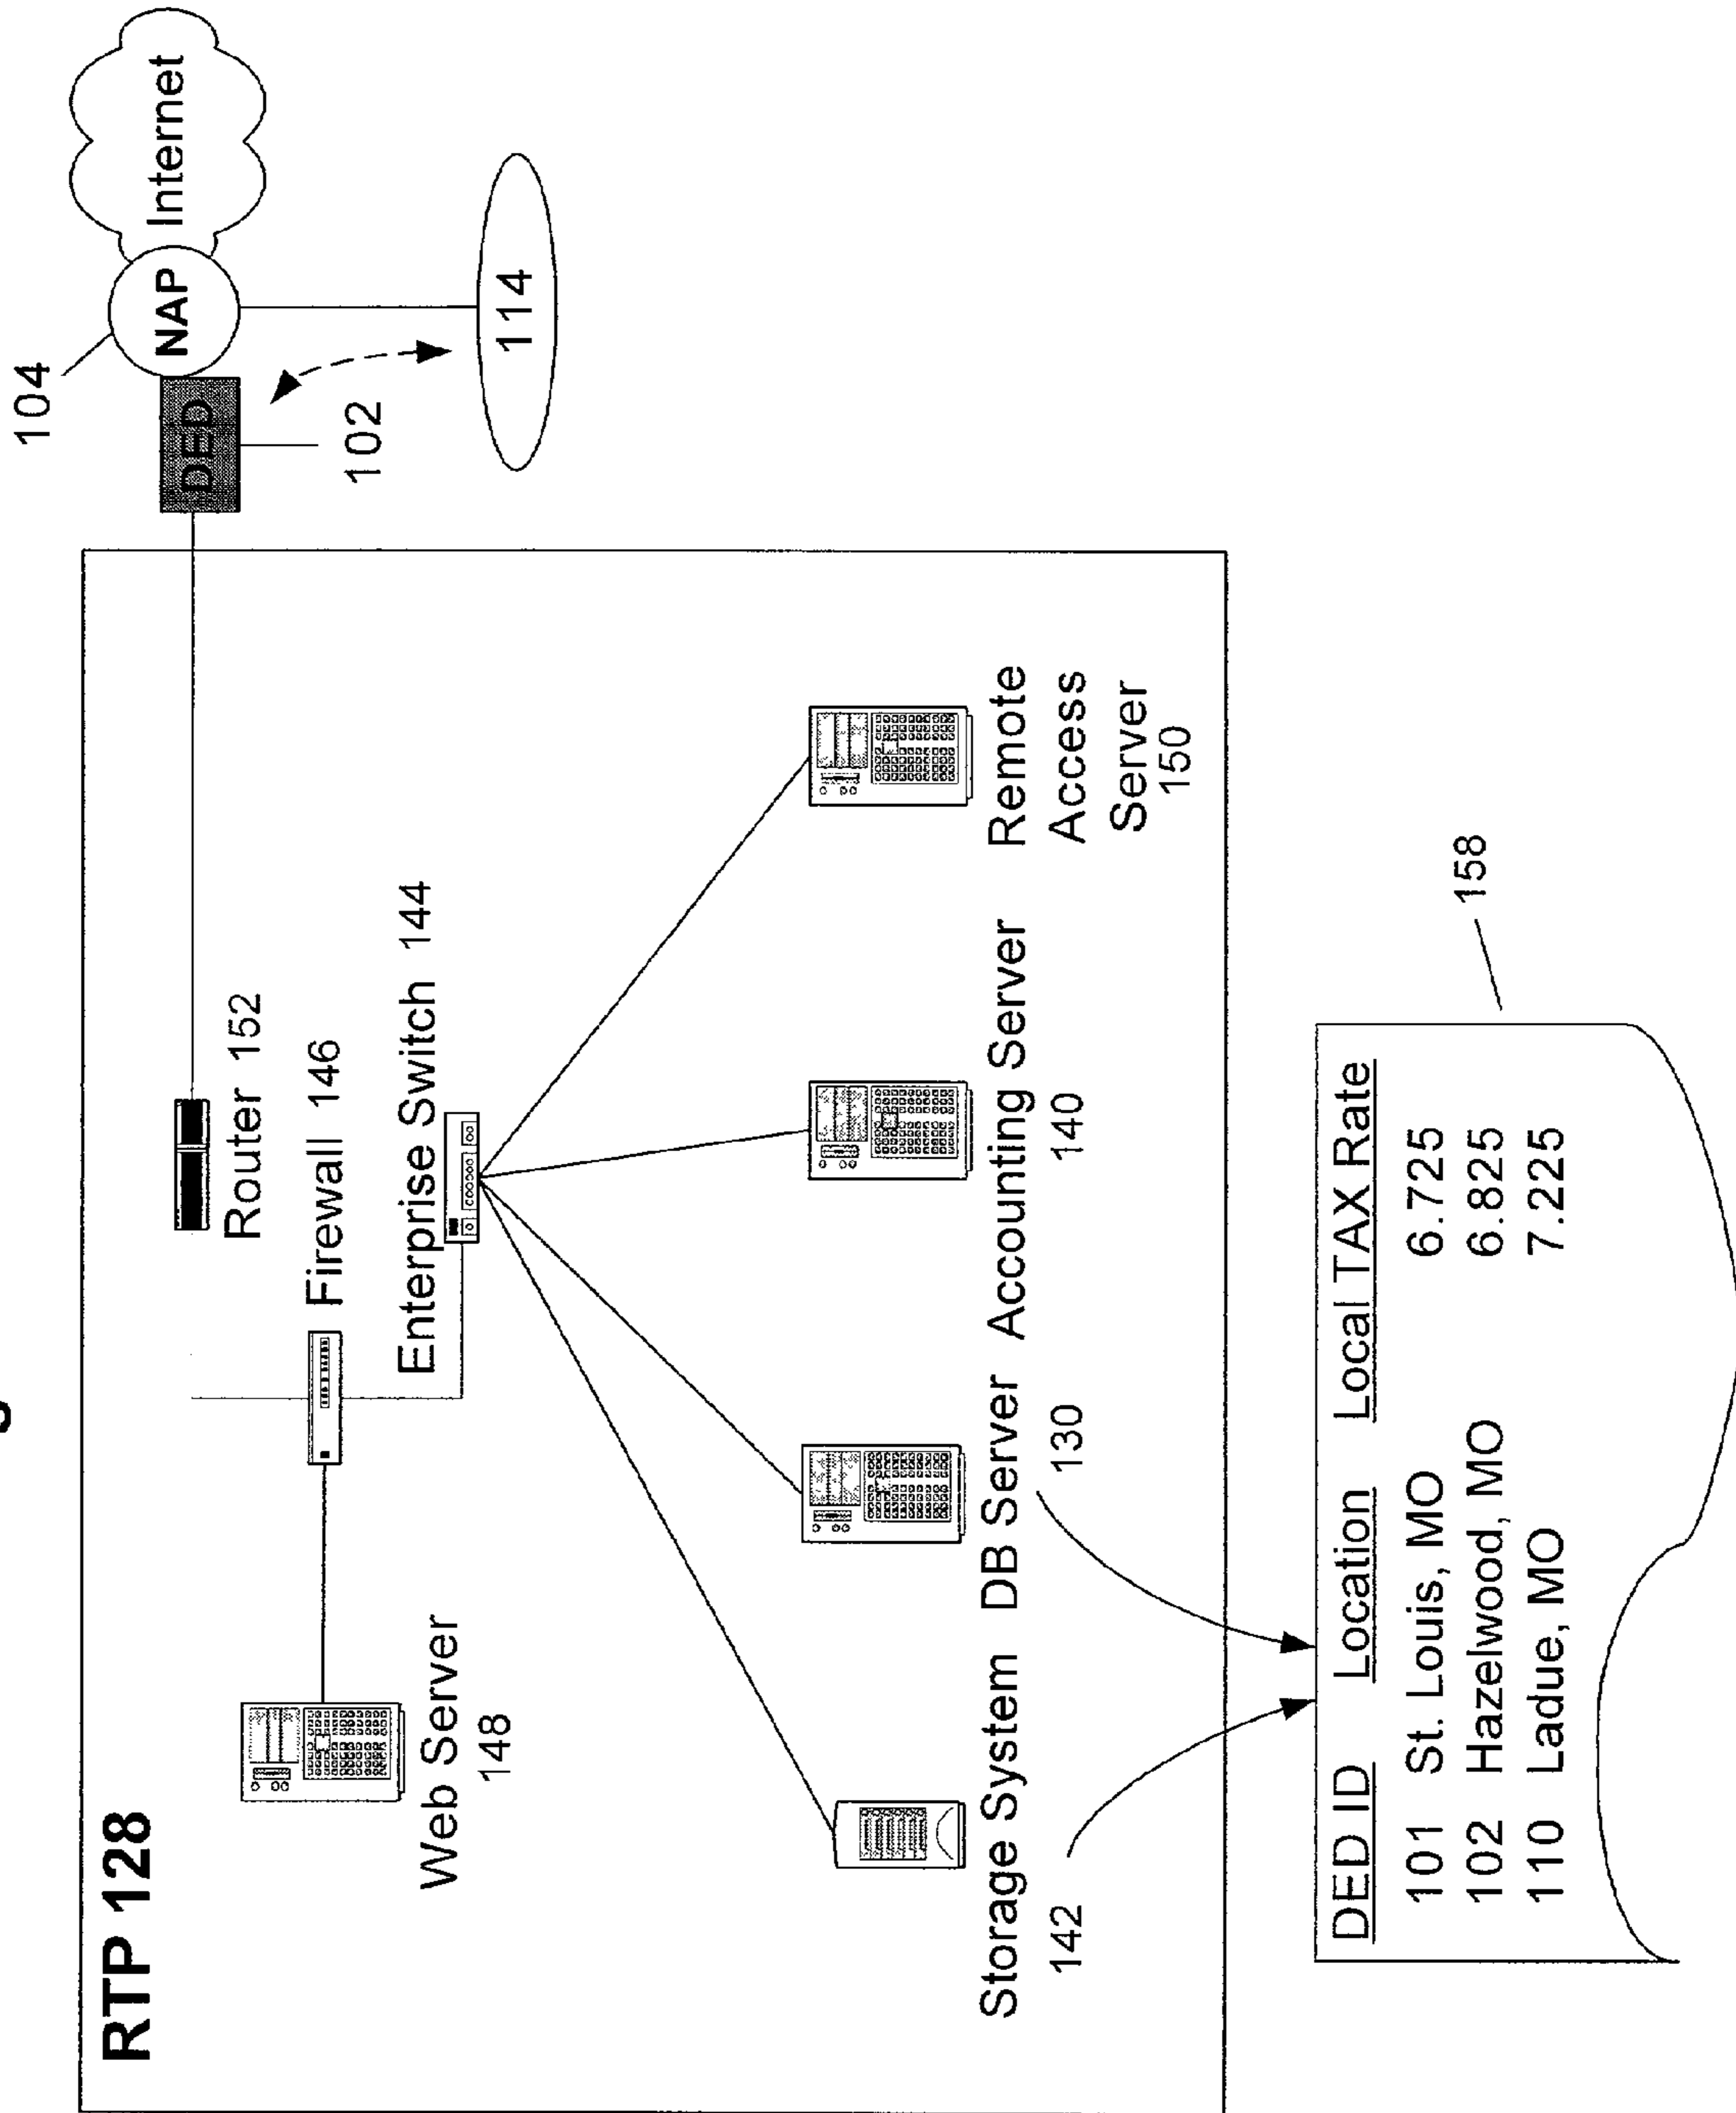 RTP 128
Web Server
148
Router 152
Firewall 146
Enterprise Switch 144
104
NAP
Internet
DED
102
114
Storage System
142
DB Server
130
Accounting Server
140
Remote
Access
Server
150
158
DED ID Location Local TAX Rate
101 St. Louis, MO 6.725
102 Hazelwood, MO 6.825
110 Ladue, MO 7.225